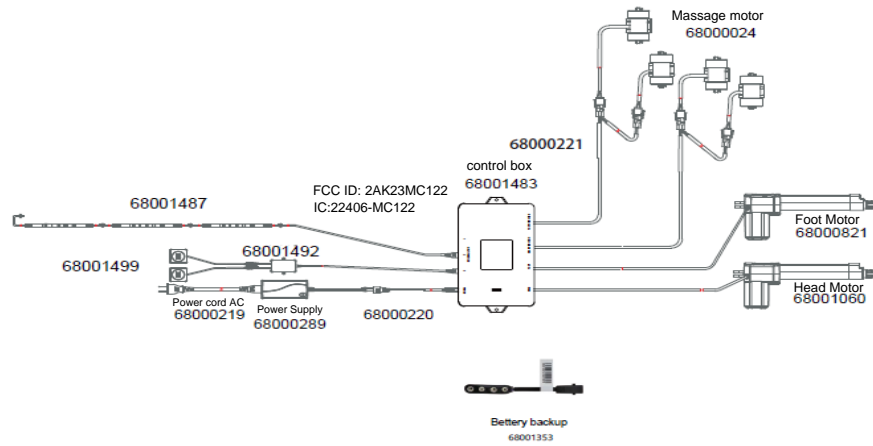 Massage motor
68000024
68000221
control box
68001483
FCC ID: 2AK23MC122
IC:22406-MC122
68001487
Foot Motor
68000821
68001492
68001499
Head Motor
68001060
Power cord AC
68000219
Power Supply
68000289
68000220
Bettery backup
68001353